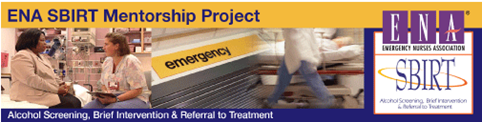 ENA SBIRT Mentorship Project
emergency
Alcohol Screening, Brief Intervention & Referral to Treatment
E N A ®
EMERGENCY NURSES ASSOCIATION
SBIRT
Alcohol Screening, Brief Intervention
& Referral to Treatment